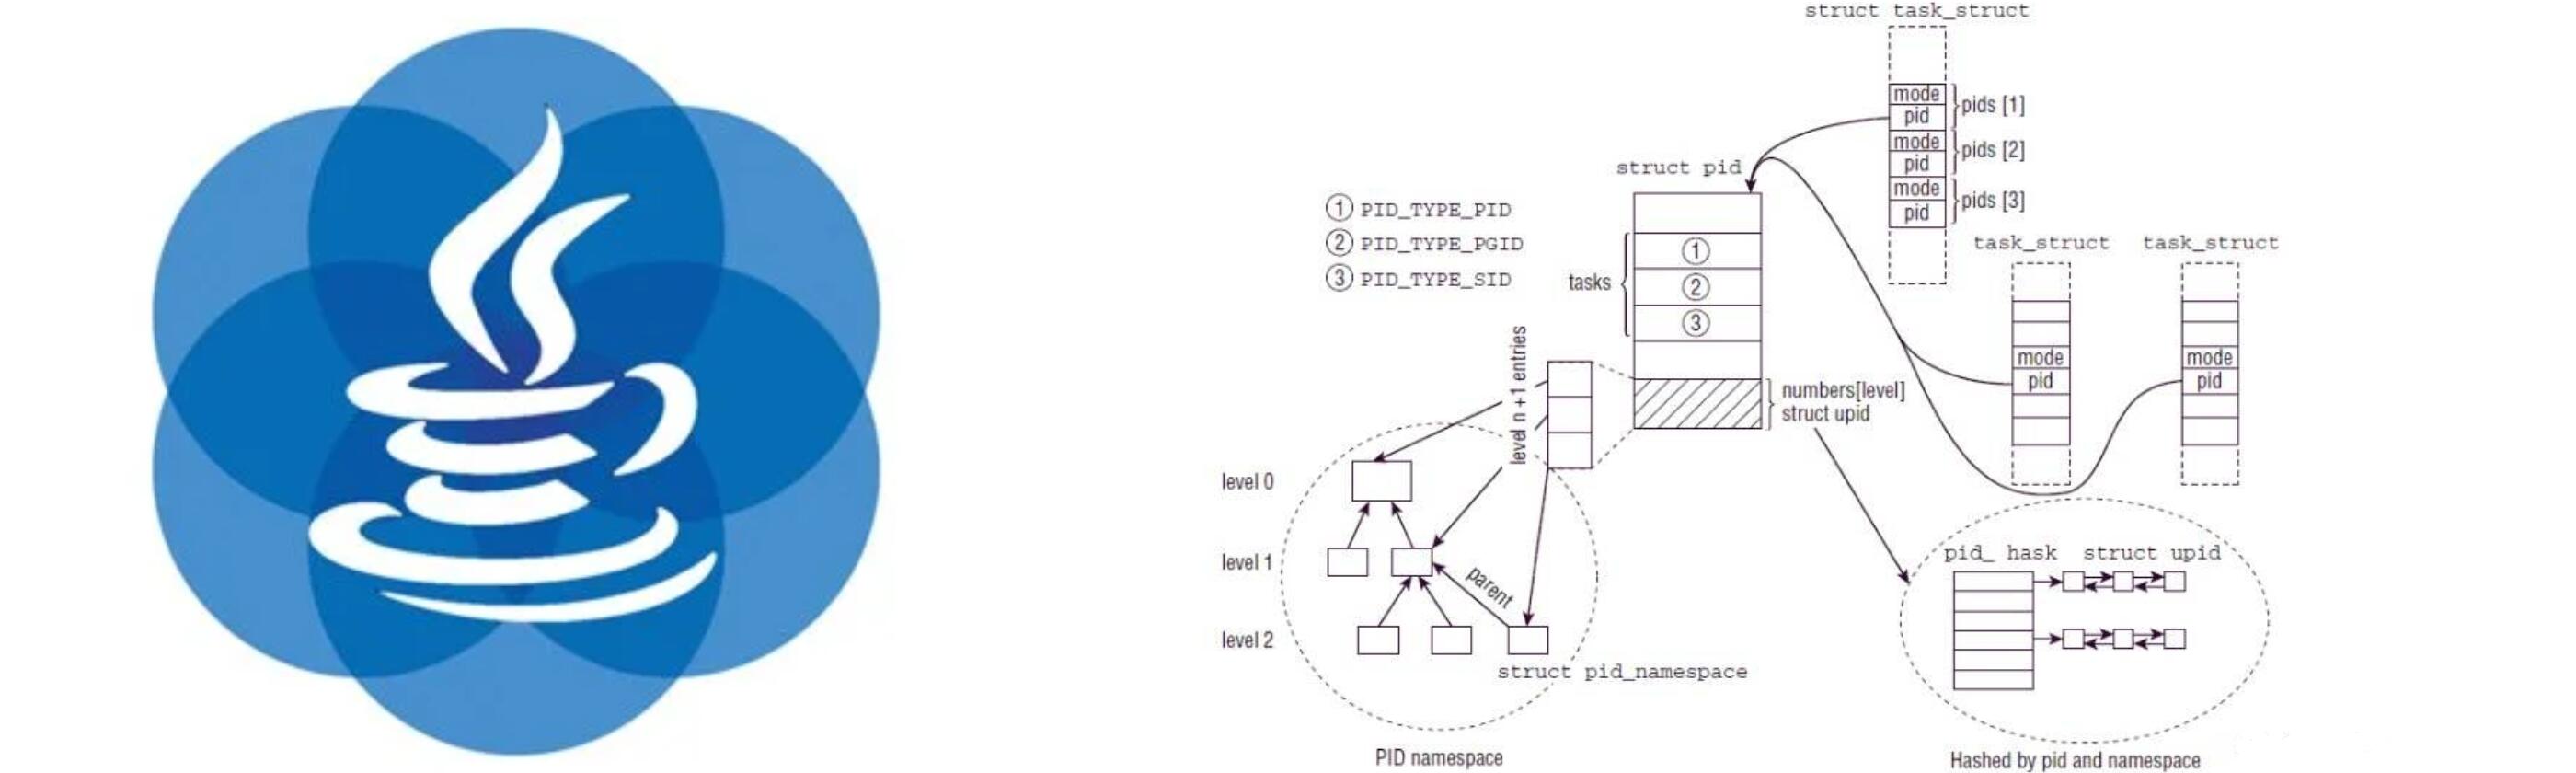 struct task_struct
mode
pid
pids [1]
mode
pid
pids [2]
mode
pid
pids [3]
struct pid
① PID_TYPE_PID
② PID_TYPE_PGID
③ PID_TYPE_SID
tasks
①
②
③
task_struct
task_struct
mode
pid
mode
pid
level n +1 entries
numbers[level]
struct upid
level 0
level 1
level 2
parent
struct pid_namespace
PID namespace
pid_ hask
struct upid
Hashed by pid and namespace